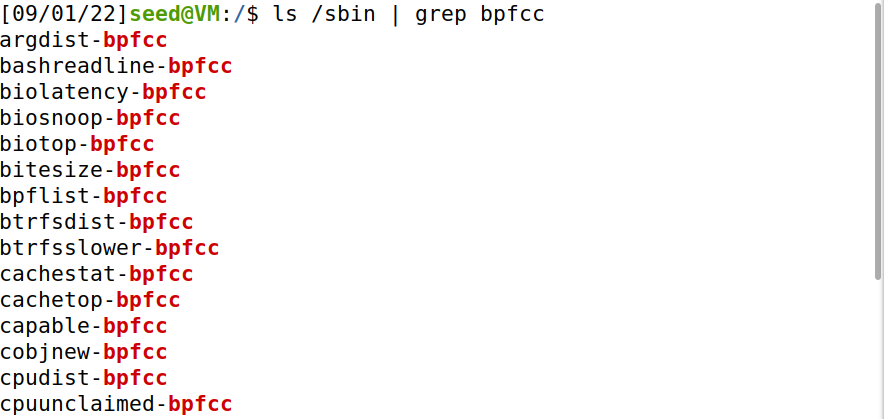 [09/01/22]seed@VM:/$ ls /sbin | grep bpfcc
argdist-bpfcc
bashreadline-bpfcc
biolatency-bpfcc
biosnoop-bpfcc
biotop-bpfcc
bitesize-bpfcc
bpflist-bpfcc
btrfsdist-bpfcc
btrfsslower-bpfcc
cachestat-bpfcc
cachetop-bpfcc
capable-bpfcc
cobjnew-bpfcc
cpudist-bpfcc
cpuunclaimed-bpfcc